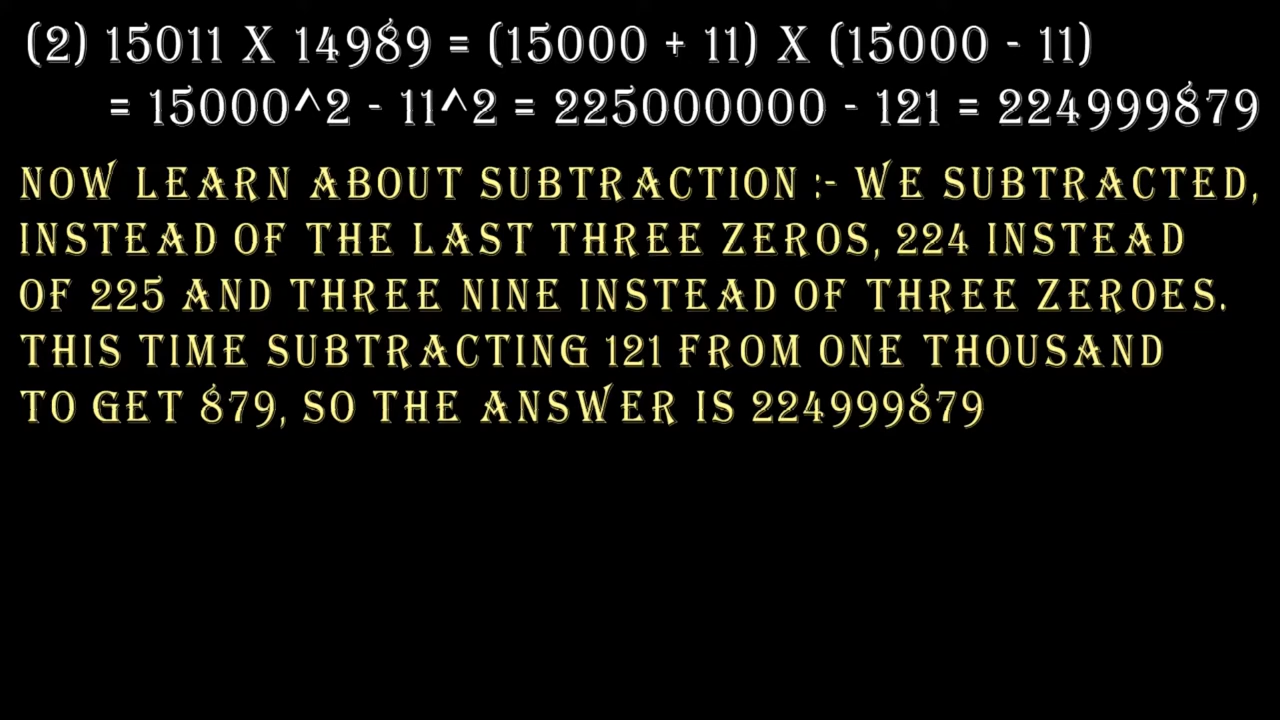 (2) 15011 X 14989 = (15000 + 11) X (15000 - 11)
= 15000^2 - 11^2 = 225000000 - 121 = 224999879
NOW LEARN ABOUT SUBTRACTION :- WE SUBTRACTED,
INSTEAD OF THE LAST THREE ZEROS, 224 INSTEAD
OF 225 AND THREE NINE INSTEAD OF THREE ZEROES.
THIS TIME SUBTRACTING 121 FROM ONE THOUSAND
TO GET 879, SO THE ANSWER IS 224999879